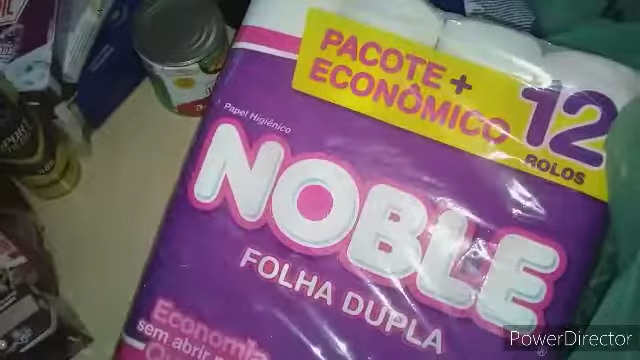 PACOTE +
ECONÔMICO
12
ROLOS
Papel Higiênico
NOBLE
FOLHA DUPLA
Economia
sem abrir
PowerDirector